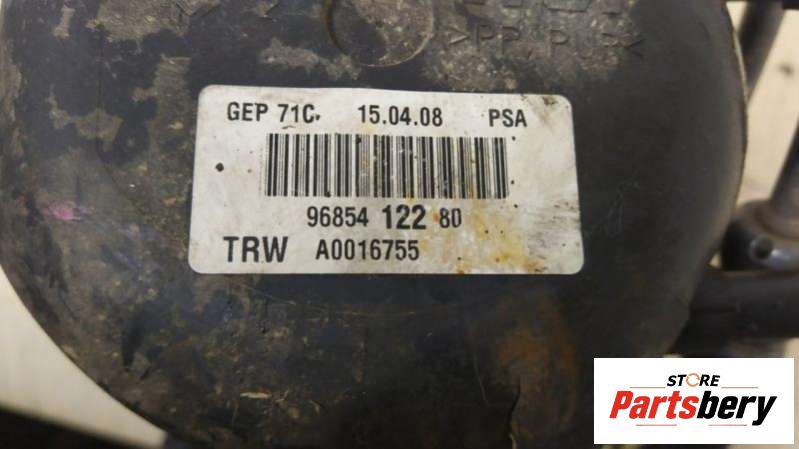 GEP 71C. 15.04.08 PSA
96854 122 80
TRW A0016755
STORE
Partsbery